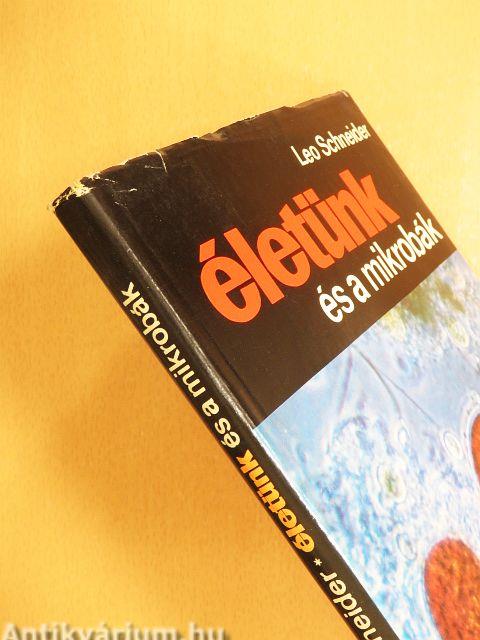 Leo Schneider
életünk
és a mikrobák
neider * életünk és a mikrobák
Antikvárium.hu